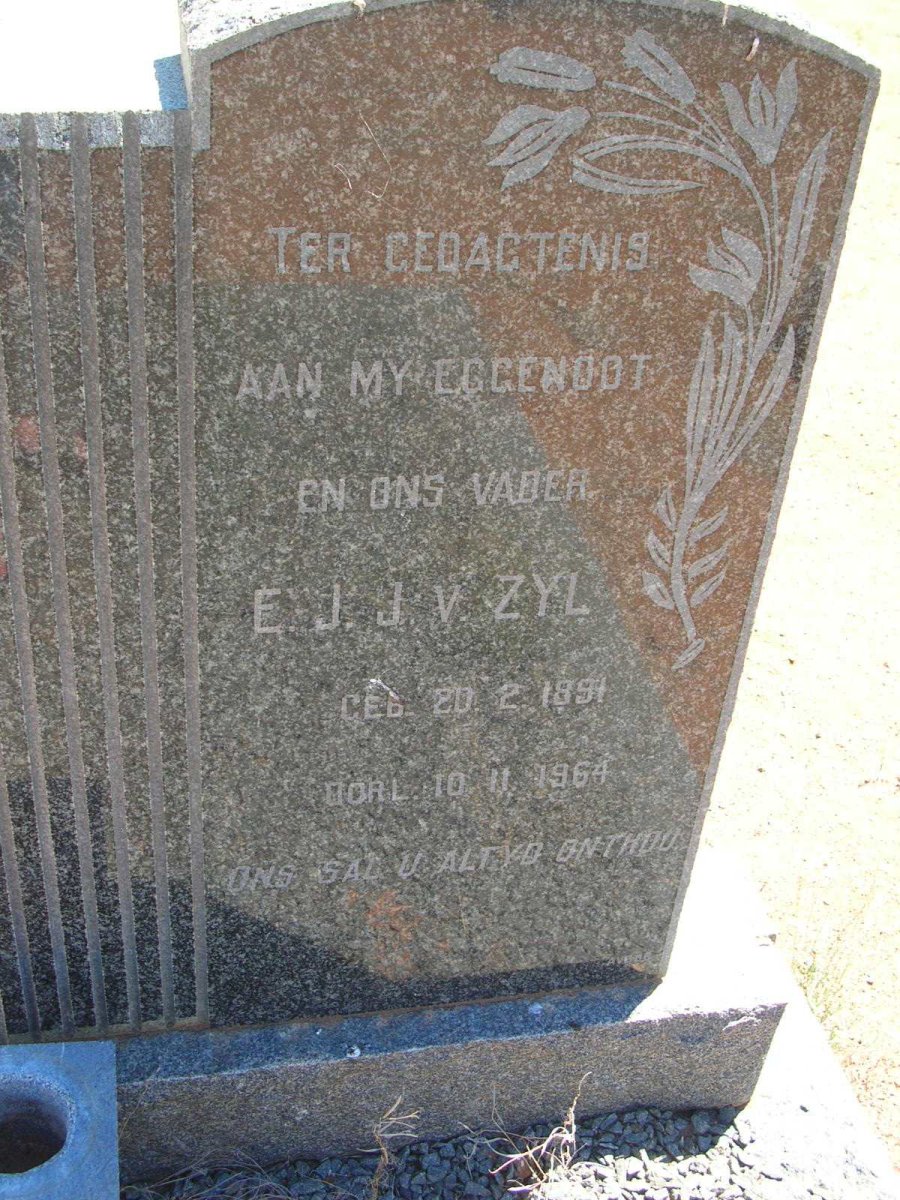 TER GEDAGTENIS
AAN MY EGGENOOT
EN ONS VADER
E. J. J. V. ZYL
GEB. 20. 2. 1891
OORL. 10. 11. 1964
ONS SAL U ALTYD ONTHOU